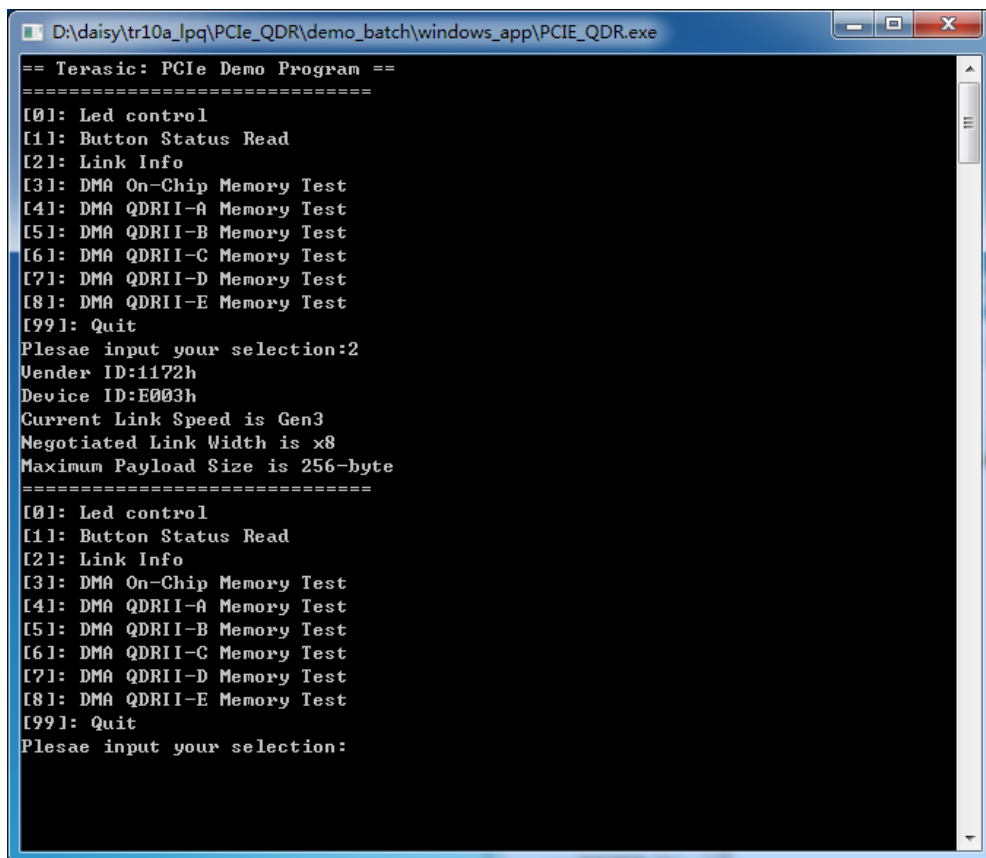 D:\daisy\tr10a_lpq\PCIe_QDR\demo_batch\windows_app\PCIE_QDR.exe
== Terasic: PCIe Demo Program ==
==============================
[0]: Led control
[1]: Button Status Read
[2]: Link Info
[3]: DMA On-Chip Memory Test
[4]: DMA QDRII-A Memory Test
[5]: DMA QDRII-B Memory Test
[6]: DMA QDRII-C Memory Test
[7]: DMA QDRII-D Memory Test
[8]: DMA QDRII-E Memory Test
[99]: Quit
Plesae input your selection:2
Vender ID:1172h
Device ID:E003h
Current Link Speed is Gen3
Negotiated Link Width is x8
Maximum Payload Size is 256-byte
==============================
[0]: Led control
[1]: Button Status Read
[2]: Link Info
[3]: DMA On-Chip Memory Test
[4]: DMA QDRII-A Memory Test
[5]: DMA QDRII-B Memory Test
[6]: DMA QDRII-C Memory Test
[7]: DMA QDRII-D Memory Test
[8]: DMA QDRII-E Memory Test
[99]: Quit
Plesae input your selection: